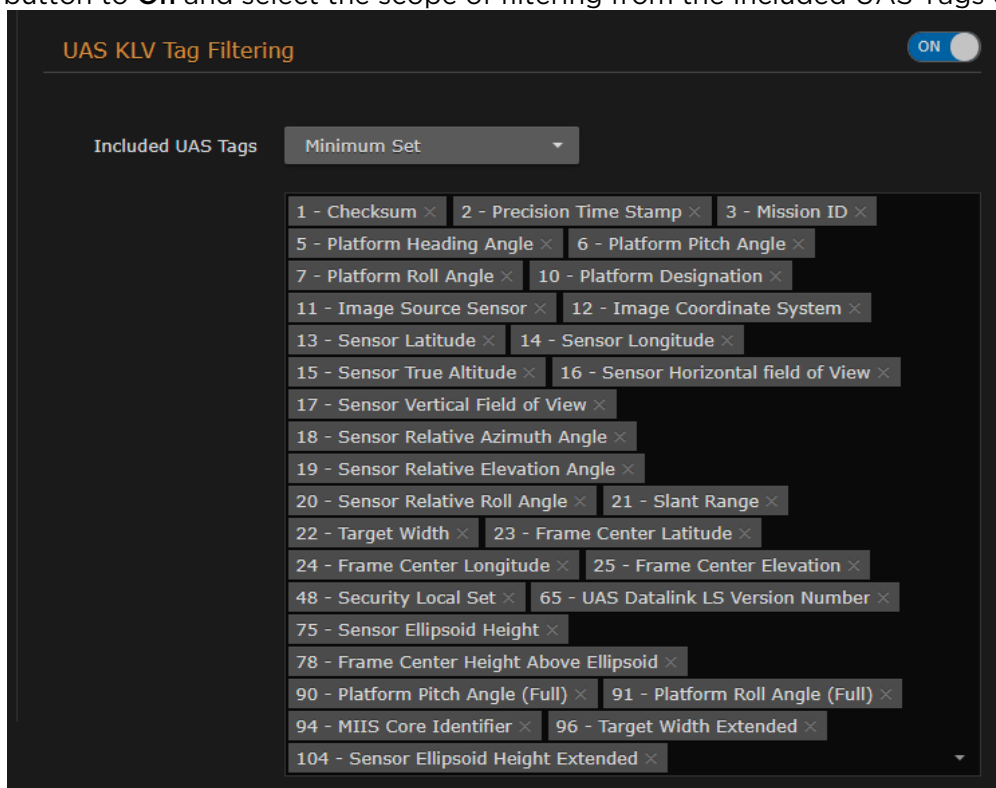 button to On and select the scope of filtering from the included UAS Tags
UAS KLV Tag Filtering ON
Included UAS Tags Minimum Set
1 - Checksum × 2 - Precision Time Stamp × 3 - Mission ID ×
5 - Platform Heading Angle × 6 - Platform Pitch Angle ×
7 - Platform Roll Angle × 10 - Platform Designation ×
11 - Image Source Sensor × 12 - Image Coordinate System ×
13 - Sensor Latitude × 14 - Sensor Longitude ×
15 - Sensor True Altitude × 16 - Sensor Horizontal field of View ×
17 - Sensor Vertical Field of View ×
18 - Sensor Relative Azimuth Angle ×
19 - Sensor Relative Elevation Angle ×
20 - Sensor Relative Roll Angle × 21 - Slant Range ×
22 - Target Width × 23 - Frame Center Latitude ×
24 - Frame Center Longitude × 25 - Frame Center Elevation ×
48 - Security Local Set × 65 - UAS Datalink LS Version Number ×
75 - Sensor Ellipsoid Height ×
78 - Frame Center Height Above Ellipsoid ×
90 - Platform Pitch Angle (Full) × 91 - Platform Roll Angle (Full) ×
94 - MIIS Core Identifier × 96 - Target Width Extended ×
104 - Sensor Ellipsoid Height Extended ×